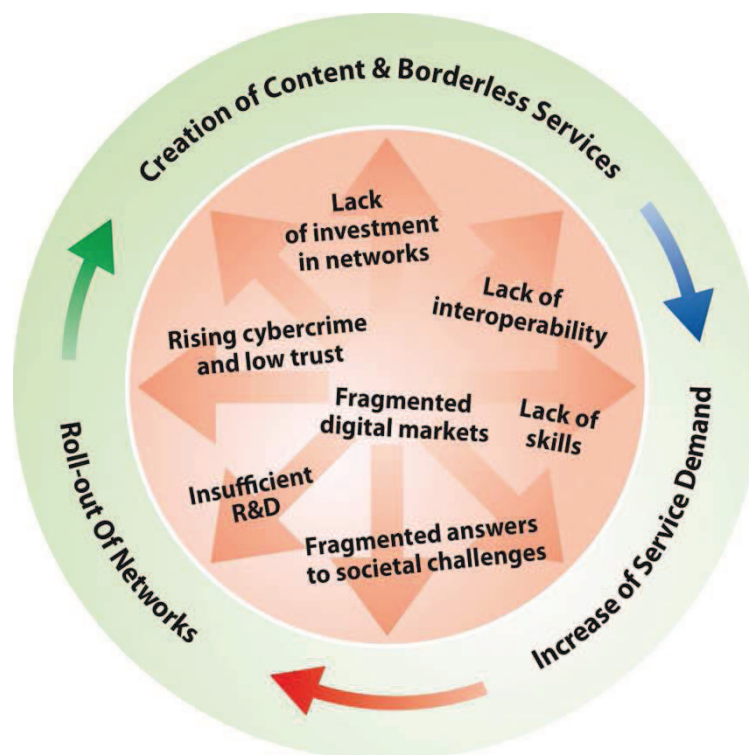 Creation of Content & Borderless Services
Lack
of investment
in networks
Lack of
interoperability
Rising cybercrime
and low trust
Fragmented
digital markets
Lack of
skills
Insufficient
R&D
Fragmented answers
to societal challenges
Increase of Service Demand
Roll-out Of Networks